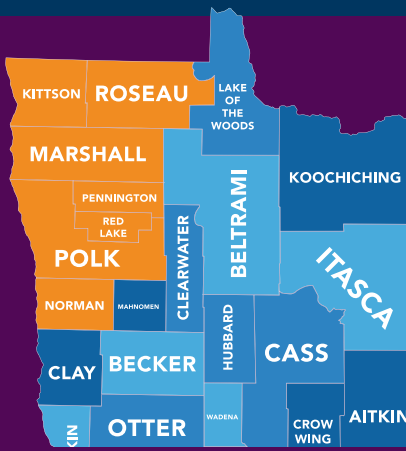 KITTSON
ROSEAU
LAKE
OF
THE
WOODS
MARSHALL
KOOCHICHING
PENNINGTON
RED
LAKE
BELTRAMI
CLEARWATER
POLK
ITASCA
NORMAN
MAHNOMEN
HUBBARD
CASS
CLAY
BECKER
AITKIN
WADENA
KIN
OTTER
CROW
WING